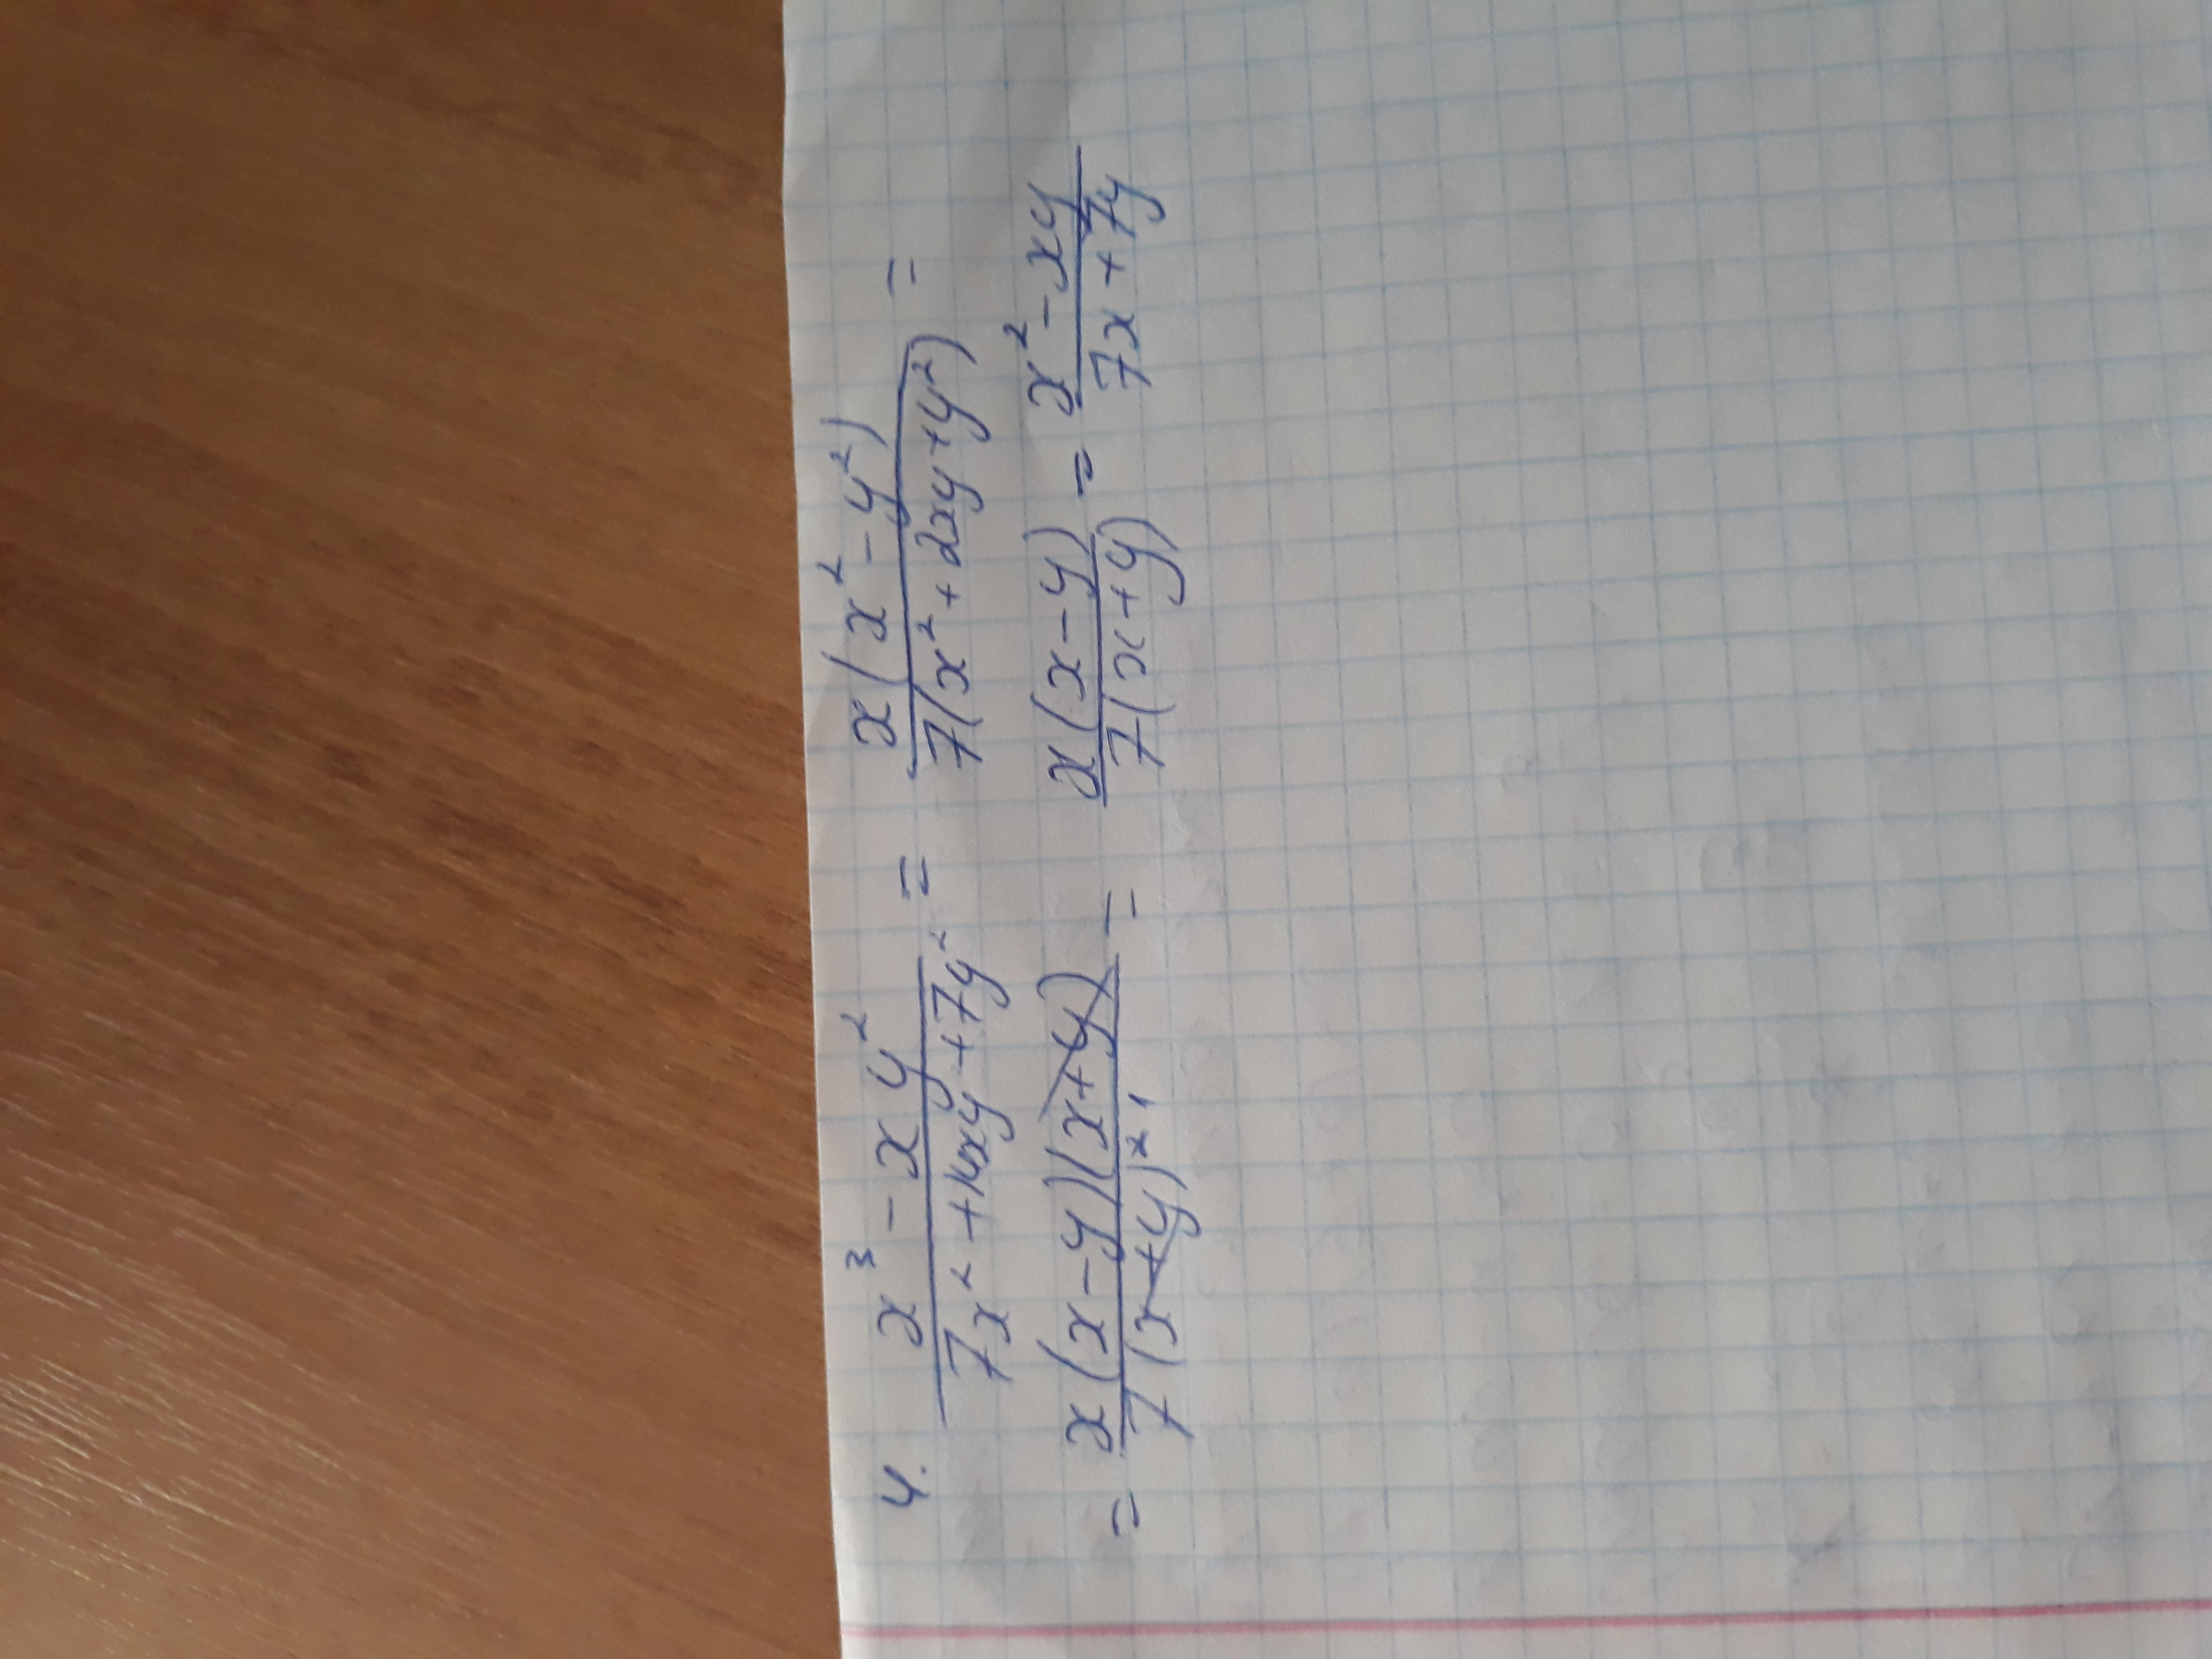 4. (x³ - xy²)/(7x² + 14xy + 7y²) = x(x² - y²)/7(x² + 2xy + y²) =
= x(x - y)(x + y)/7(x + y)² ¹ = x(x - y)/7(x + y) = (x² - xy)/(7x + 7y)